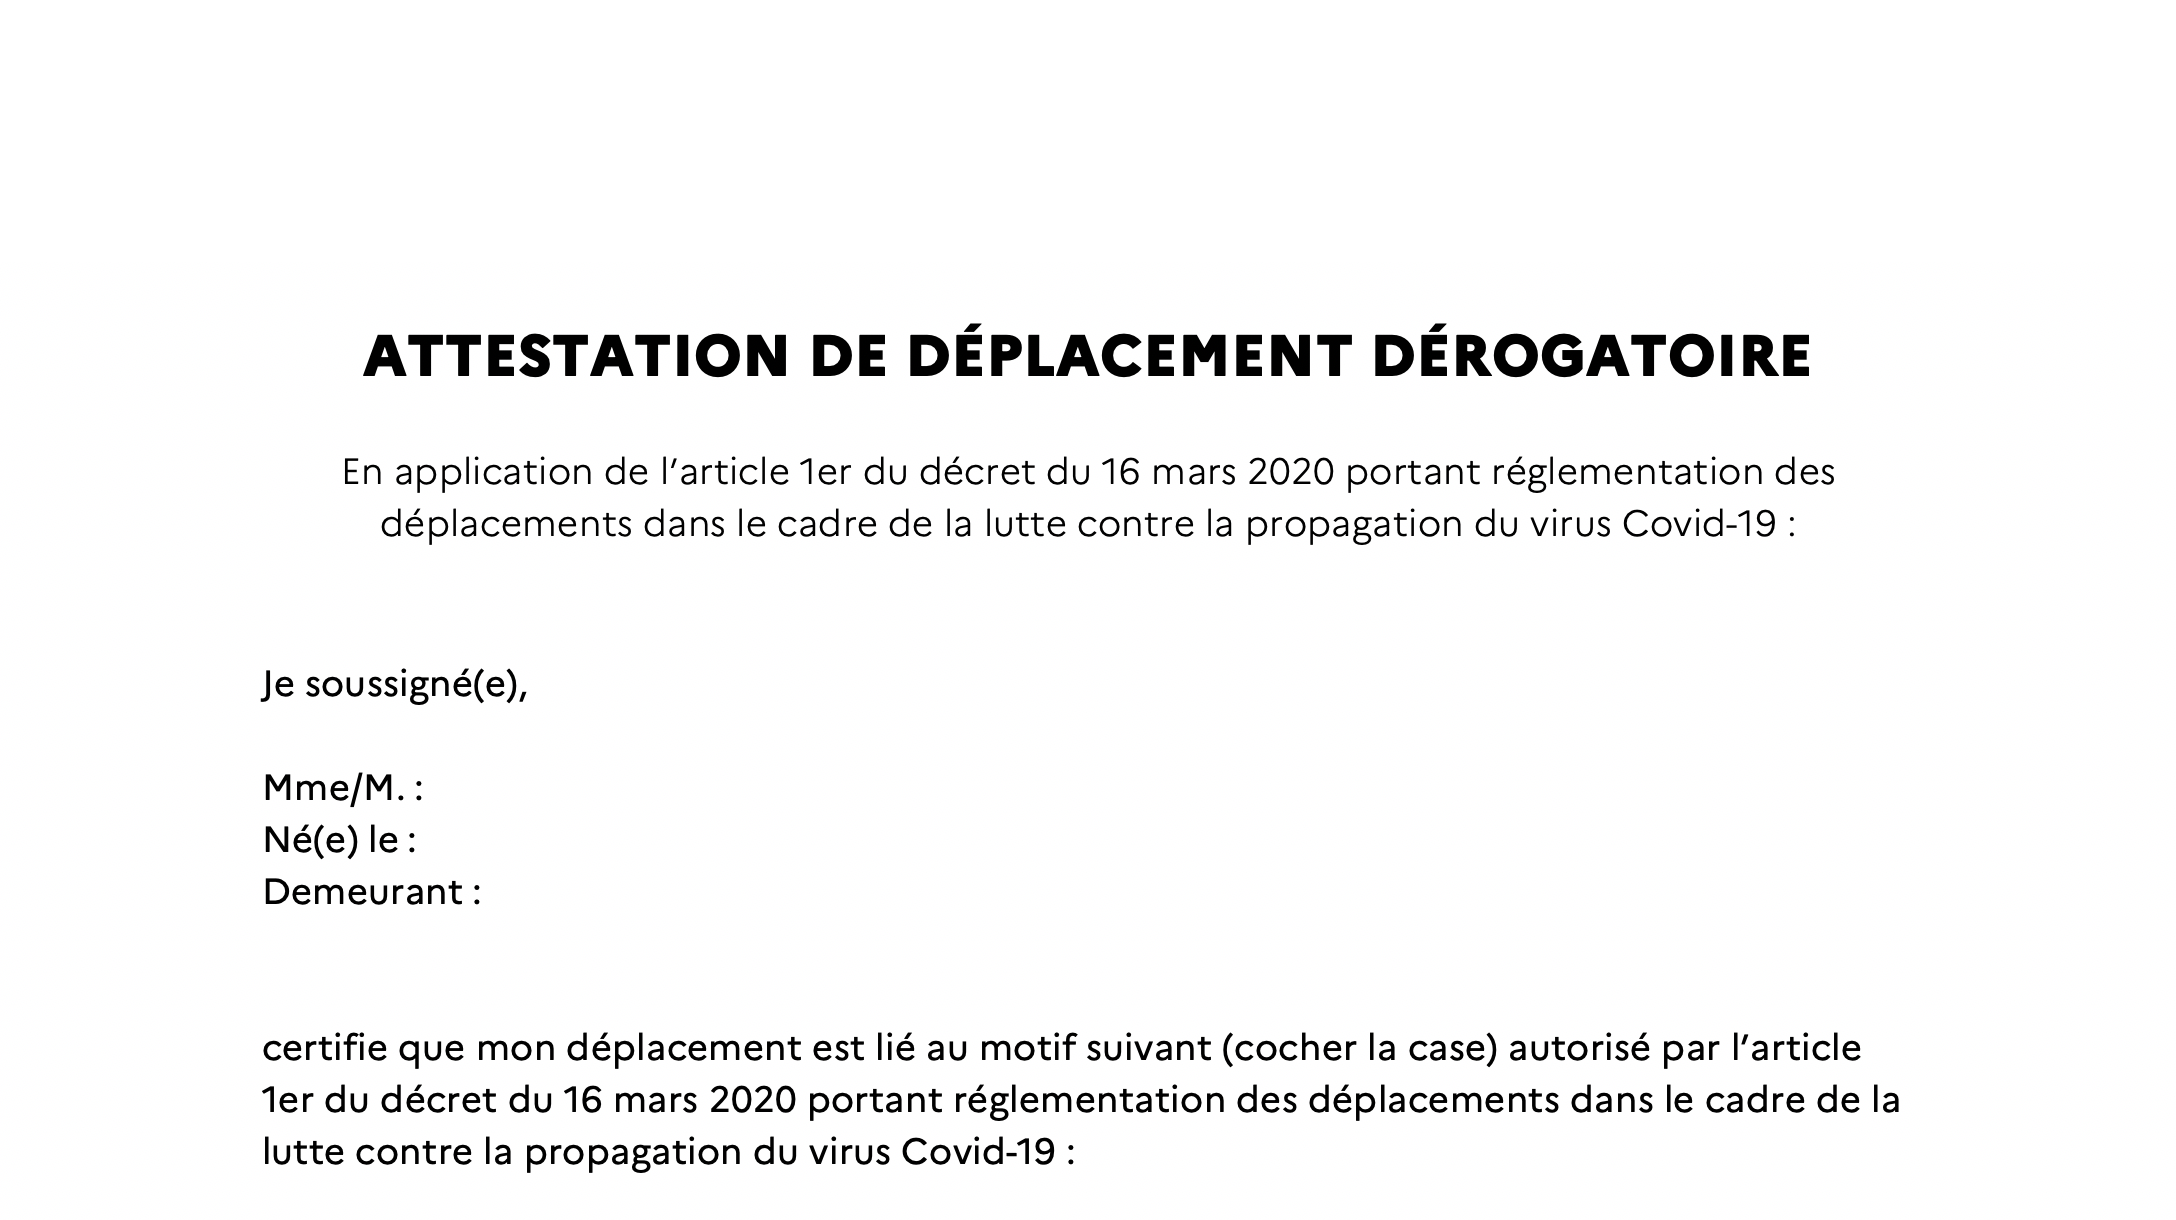 ATTESTATION DE DÉPLACEMENT DÉROGATOIRE
En application de l’article 1er du décret du 16 mars 2020 portant réglementation des
déplacements dans le cadre de la lutte contre la propagation du virus Covid-19 :
Je soussigné(e),
Mme/M. :
Né(e) le :
Demeurant :
certifie que mon déplacement est lié au motif suivant (cocher la case) autorisé par l’article
1er du décret du 16 mars 2020 portant réglementation des déplacements dans le cadre de la
lutte contre la propagation du virus Covid-19 :